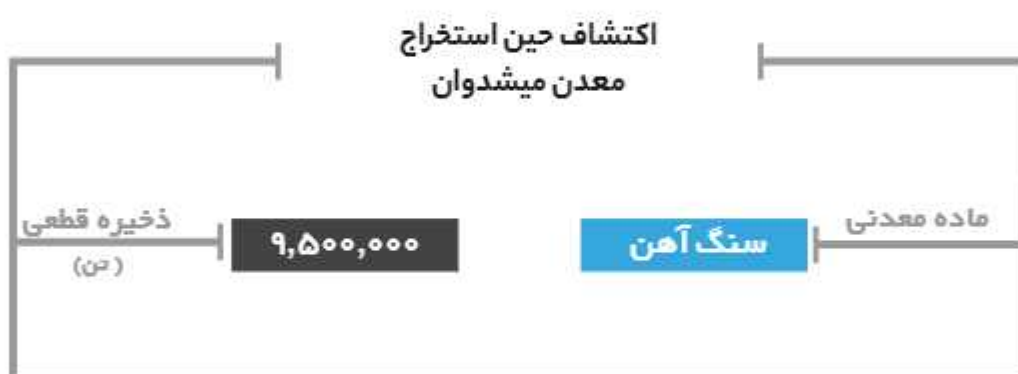 اکتشاف حین استخراج
معدن میشدوان
ماده معدنی
سنگ آهن
۹,۵۰۰,۰۰۰
ذخیره قطعی
(تن)